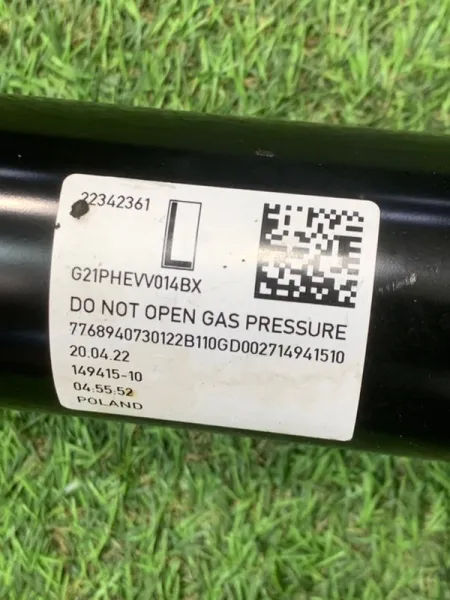 22342361
L
G21PHEVV014BX
DO NOT OPEN GAS PRESSURE
7768940730122B110GD002714941510
20.04.22
149415-10
04:55:52
POLAND